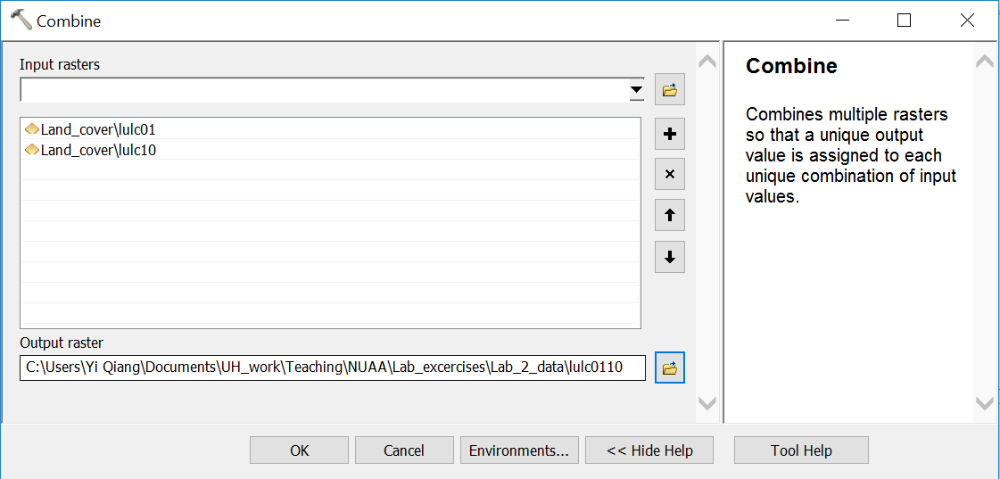 Combine
Input rasters
Land_cover\lulc01
Land_cover\lulc10
Output raster
C:\Users\Yi Qiang\Documents\UH_work\Teaching\NUAA\Lab_excercises\Lab_2_data\lulc0110
Combine
Combines multiple rasters
so that a unique output
value is assigned to each
unique combination of input
values.
OK
Cancel
Environments...
<< Hide Help
Tool Help